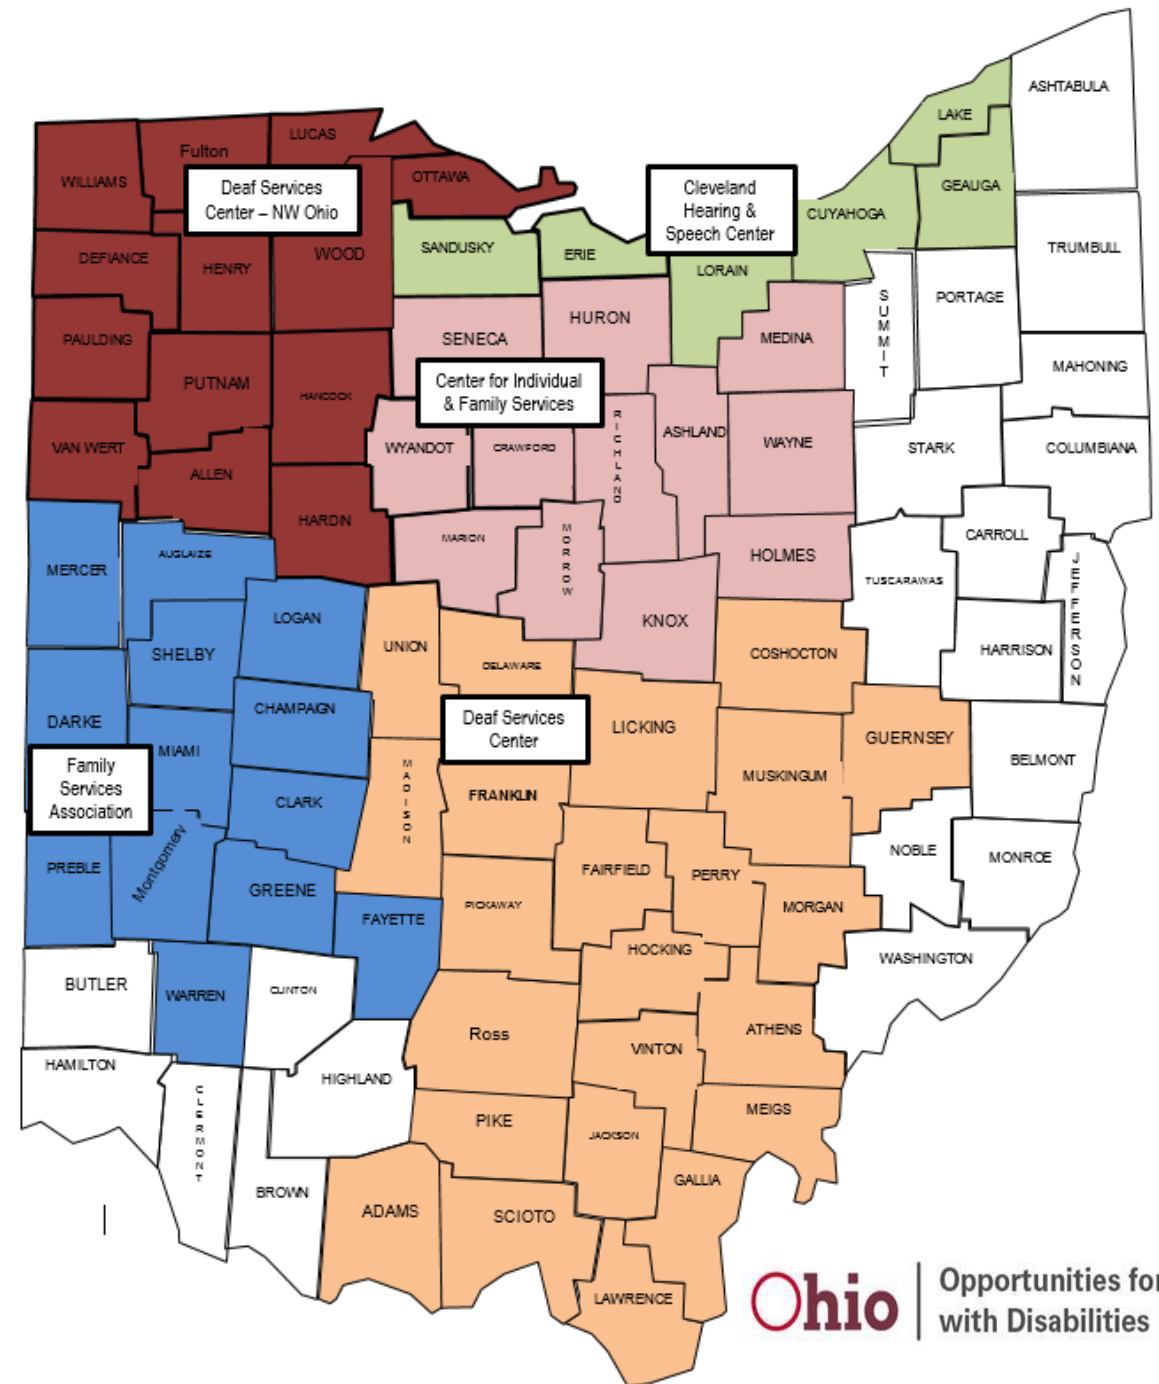 ASHTABULA
LAKE
LUCAS
Fulton
WILLIAMS
OTTAWA
GEAUGA
Deaf Services
Center – NW Ohio
Cleveland
Hearing &
Speech Center
CUYAHOGA
SANDUSKY
ERIE
WOOD
DEFIANCE
HENRY
LORAIN
TRUMBULL
PORTAGE
SUMMIT
HURON
SENECA
MEDINA
PAULDING
PUTNAM
HANCOCK
MAHONING
Center for Individual
& Family Services
VAN WERT
ALLEN
WYANDOT
CRAWFORD
RICHLAND
ASHLAND
WAYNE
STARK
COLUMBIANA
HARDIN
MARION
MORROW
HOLMES
CARROLL
MERCER
AUGLAIZE
TUSCARAWAS
JEFFERSON
LOGAN
UNION
KNOX
SHELBY
DELAWARE
COSHOCTON
HARRISON
DARKE
CHAMPAIGN
Deaf Services
Center
LICKING
GUERNSEY
MIAMI
BELMONT
Family
Services
Association
CLARK
MADISON
FRANKLIN
MUSKINGUM
PREBLE
Montgomery
GREENE
FAIRFIELD
PERRY
NOBLE
MONROE
FAYETTE
PICKAWAY
MORGAN
HOCKING
WASHINGTON
BUTLER
WARREN
CLINTON
Ross
VINTON
ATHENS
HAMILTON
CLERMONT
HIGHLAND
PIKE
JACKSON
MEIGS
BROWN
ADAMS
SCIOTO
GALLIA
LAWRENCE
Ohio
Opportunities for
with Disabilities